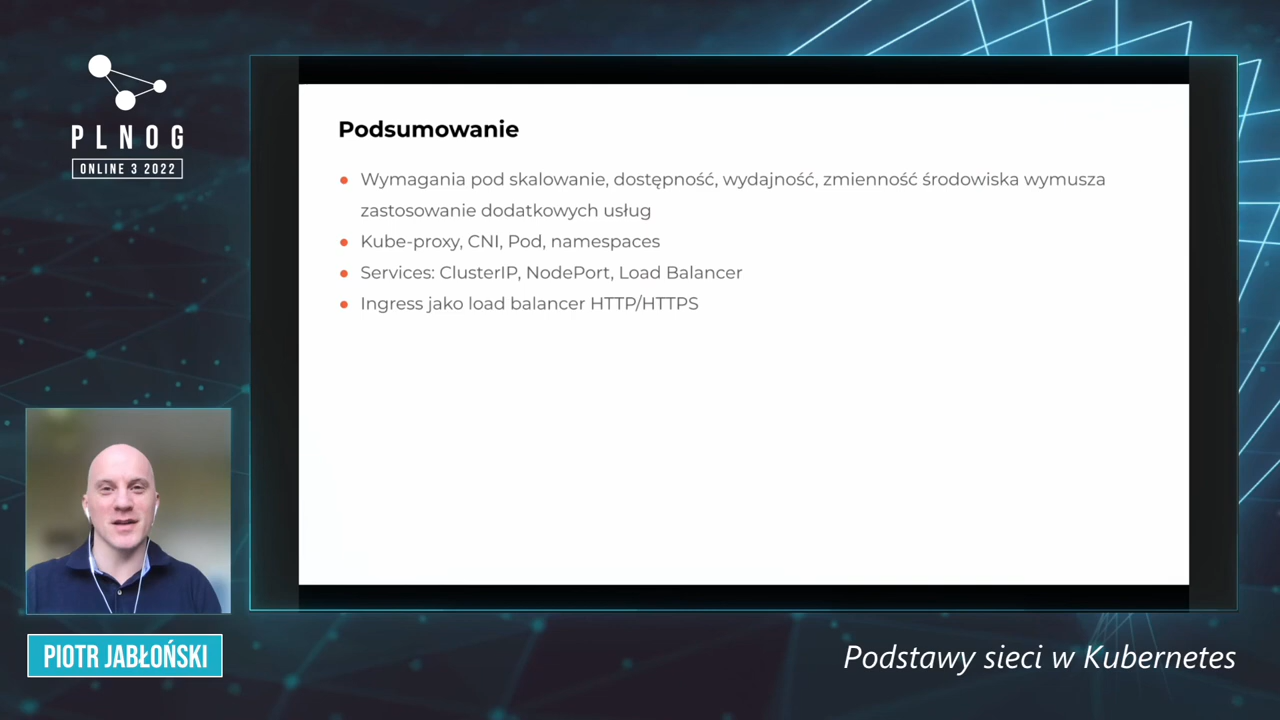 PLNOG
ONLINE 3 2022
Podsumowanie
Wymagania pod skalowanie, dostępność, wydajność, zmienność środowiska wymusza
zastosowanie dodatkowych usług
Kube-proxy, CNI, Pod, namespaces
Services: ClusterIP, NodePort, Load Balancer
Ingress jako load balancer HTTP/HTTPS
PIOTR JABŁOŃSKI
Podstawy sieci w Kubernetes